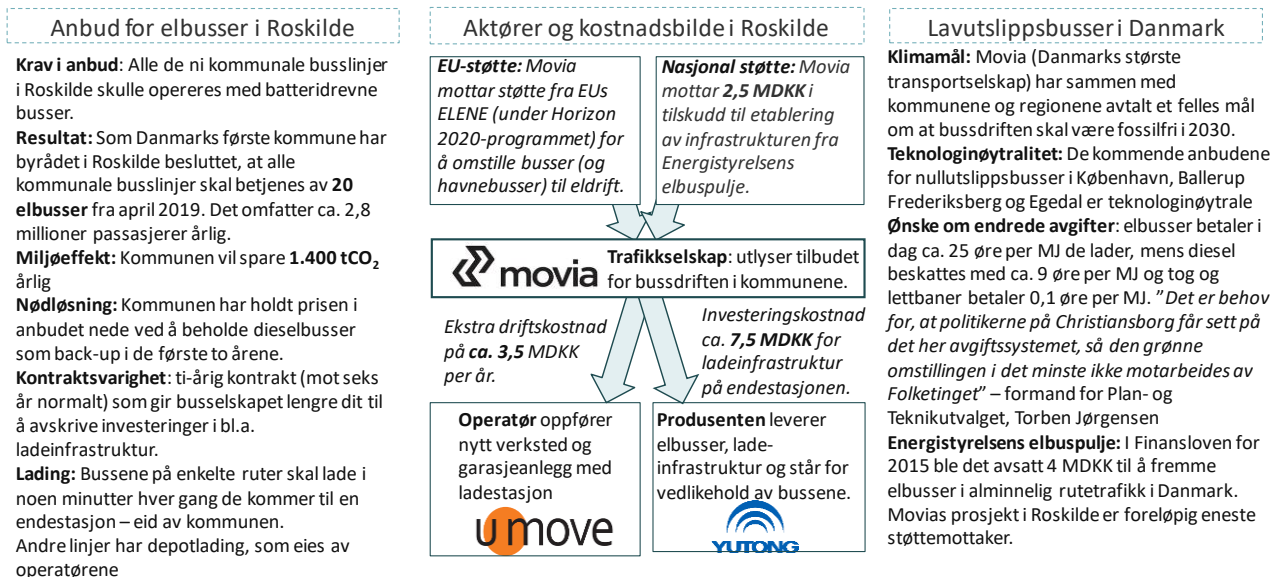 Anbud for elbusser i Roskilde
Krav i anbud: Alle de ni kommunale busslinjer
i Roskilde skulle opereres med batteridrevne
busser.
Resultat: Som Danmarks første kommune har
byrådet i Roskilde besluttet, at alle
kommunale busslinjer skal betjenes av 20
elbusser fra april 2019. Det omfatter ca. 2,8
millioner passasjerer årlig.
Miljøeffekt: Kommunen vil spare 1.400 tCO2
årlig
Nødløsning: Kommunen har holdt prisen i
anbudet nede ved å beholde dieselbusser
som back-up i de første to årene.
Kontraktsvarighet: ti-årig kontrakt (mot seks
år normalt) som gir busselskapet lengre dit til
å avskrive investeringer i bl.a.
ladeinfrastruktur.
Lading: Bussene på enkelte ruter skal lade i
noen minutter hver gang de kommer til en
endestasjon – eid av kommunen.
Andre linjer har depotlading, som eies av
operatørene
Aktører og kostnadsbilde i Roskilde
EU-støtte: Movia
mottar støtte fra EUs
ELENE (under Horizon
2020-programmet) for
å omstille busser (og
havnebusser) til eldrift.
Nasjonal støtte: Movia
mottar 2,5 MDKK i
tilskudd til etablering
av infrastrukturen fra
Energistyrelsens
elbuspulje.
movia
Trafikkselskap: utlyser tilbudet
for bussdriften i kommunene.
Ekstra driftskostnad
på ca. 3,5 MDKK
per år.
Investeringskostnad
ca. 7,5 MDKK for
ladeinfrastruktur
på endestasjonen.
Operatør oppfører
nytt verksted og
garasjeanlegg med
ladestasjon
umove
Produsenten leverer
elbusser, lade-
infrastruktur og står for
vedlikehold av bussene.
YUTONG
Lavutslippsbusser i Danmark
Klimamål: Movia (Danmarks største
transportselskap) har sammen med
kommunene og regionene avtalt et felles mål
om at bussdriften skal være fossilfri i 2030.
Teknologinøytralitet: De kommende anbudene
for nullutslippsbusser i København, Ballerup
Frederiksberg og Egedal er teknologinøytrale
Ønske om endrede avgifter: elbusser betaler i
dag ca. 25 øre per MJ de lader, mens diesel
beskattes med ca. 9 øre per MJ og tog og
lettbaner betaler 0,1 øre per MJ. ”Det er behov
for, at politikerne på Christiansborg får sett på
det her avgiftssystemet, så den grønne
omstillingen i det minste ikke motarbeides av
Folketinget” – formand for Plan- og
Teknikutvalget, Torben Jørgensen
Energistyrelsens elbuspulje: I Finansloven for
2015 ble det avsatt 4 MDKK til å fremme
elbusser i alminnelig rutetrafikk i Danmark.
Movias prosjekt i Roskilde er foreløpig eneste
støttemottaker.